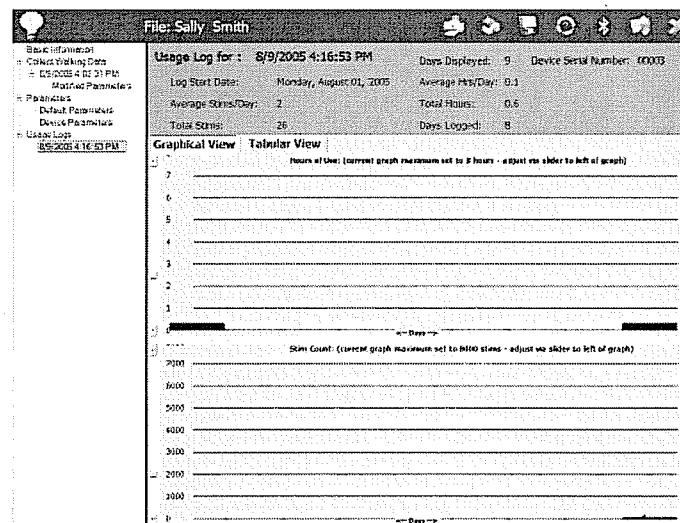 File: Sally Smith
Basic Information
Collect Walking Data
8/9/2005 4:02:31 PM
Modified Parameters
Parameters
Default Parameters
Device Parameters
Usage Logs
8/9/2005 4:16:53 PM
Usage Log for : 8/9/2005 4:16:53 PM
Days Displayed: 9 Device Serial Number: 00003
Log Start Date: Monday, August 01, 2005 Average Hrs/Day: 0.1
Average Stims/Day: 2 Total Hours: 0.6
Total Stims: 26 Days Logged: 8
Graphical View Tabular View
Hours of Use: (current graph maximum set to 8 hours - adjust via slider to left of graph)
7
6
5
4
3
2
1
0
<-- Days -->
Stim Count: (current graph maximum set to 8000 stims - adjust via slider to left of graph)
7000
6000
5000
4000
3000
2000
1000
0
<-- Days -->